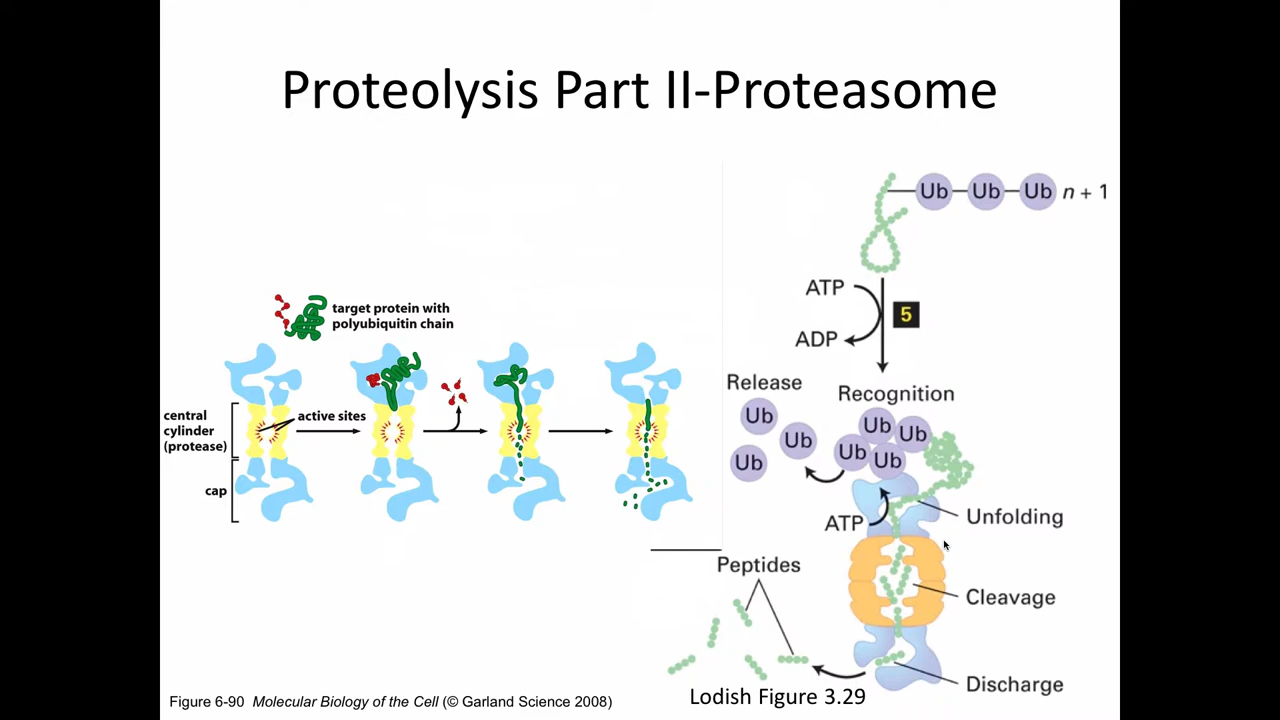 Proteolysis Part II-Proteasome
target protein with
polyubiquitin chain
central
cylinder
(protease)
active sites
cap
Figure 6-90 Molecular Biology of the Cell (© Garland Science 2008)
Ub Ub Ub n + 1
ATP
5
ADP
Release
Recognition
Ub
Ub
Ub
Ub
Ub
Ub
Ub
ATP
Unfolding
Peptides
Cleavage
Discharge
Lodish Figure 3.29